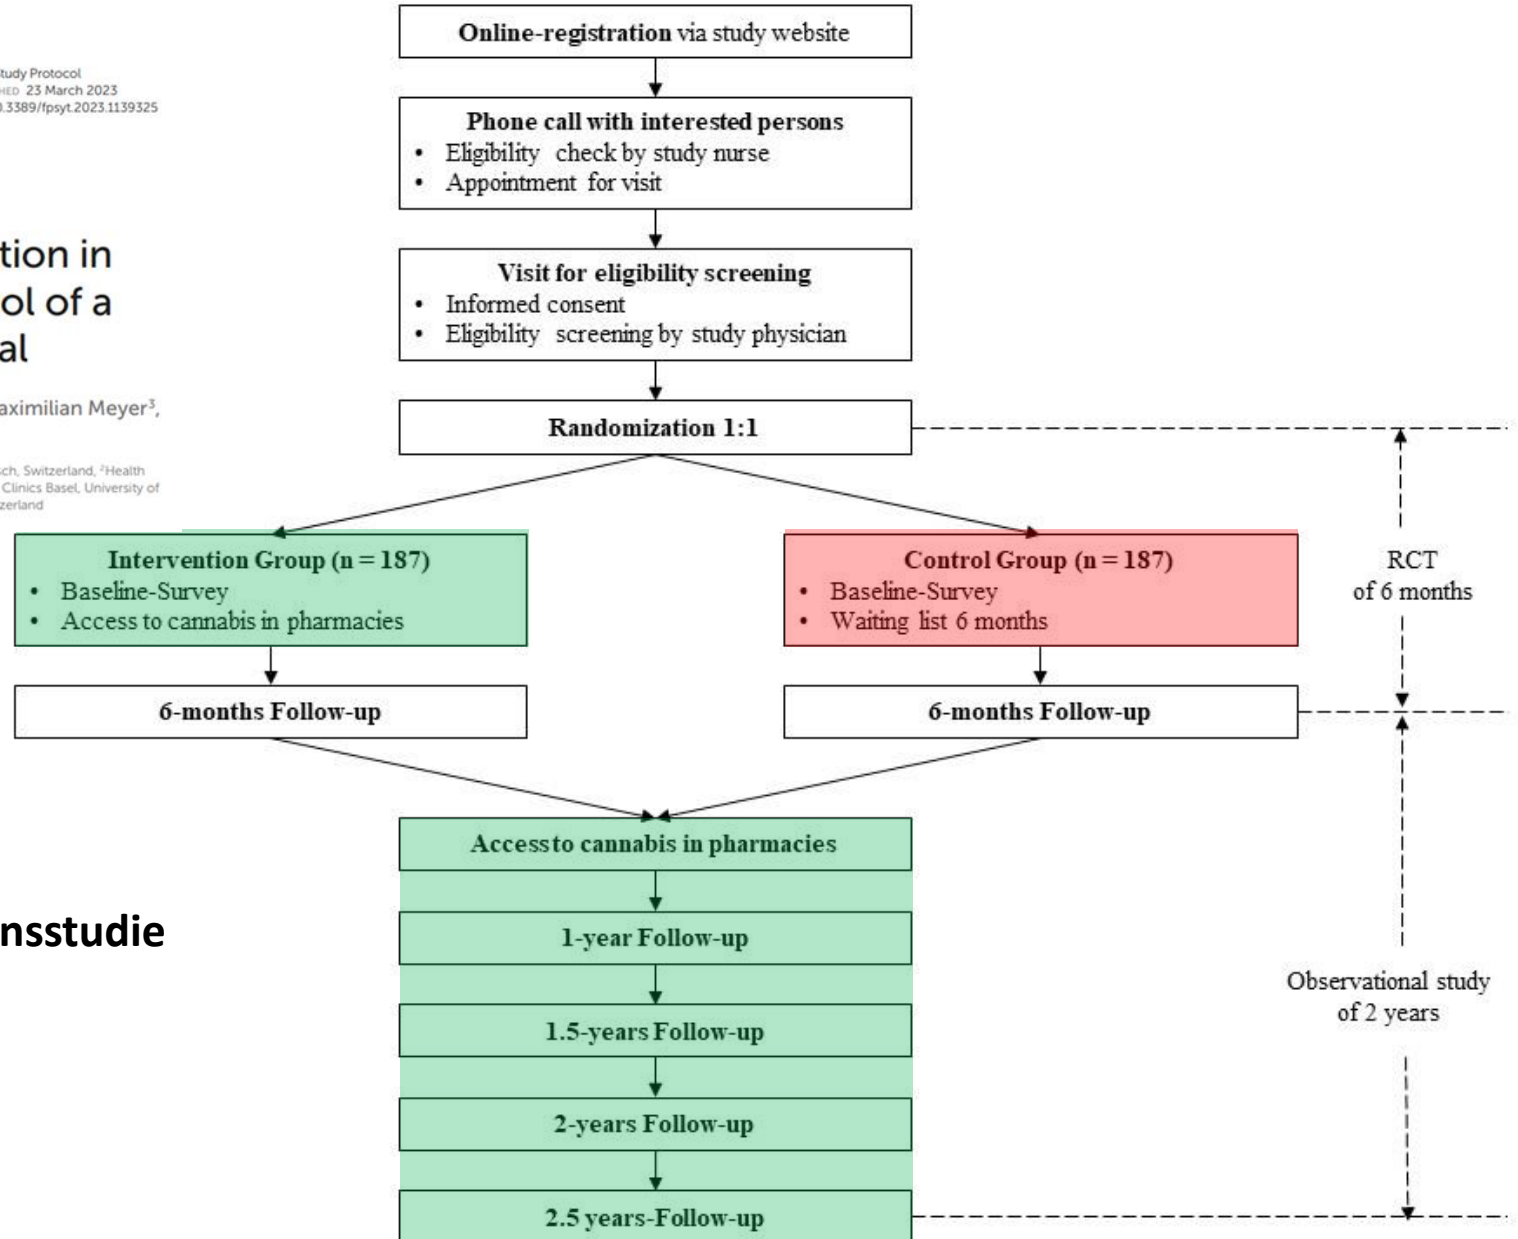 tudy Protocol
HED 23 March 2023
0.3389/fpsyt.2023.1139325
tion in
ol of a
al
aximilian Meyer³,
sch, Switzerland, ²Health
Clinics Basel, University of
zerland
nsstudie
Online-registration via study website
Phone call with interested persons
• Eligibility check by study nurse
• Appointment for visit
Visit for eligibility screening
• Informed consent
• Eligibility screening by study physician
Randomization 1:1
Intervention Group (n = 187)
• Baseline-Survey
• Access to cannabis in pharmacies
Control Group (n = 187)
• Baseline-Survey
• Waiting list 6 months
RCT
of 6 months
6-months Follow-up
6-months Follow-up
Access to cannabis in pharmacies
1-year Follow-up
1.5-years Follow-up
2-years Follow-up
2.5 years-Follow-up
Observational study
of 2 years